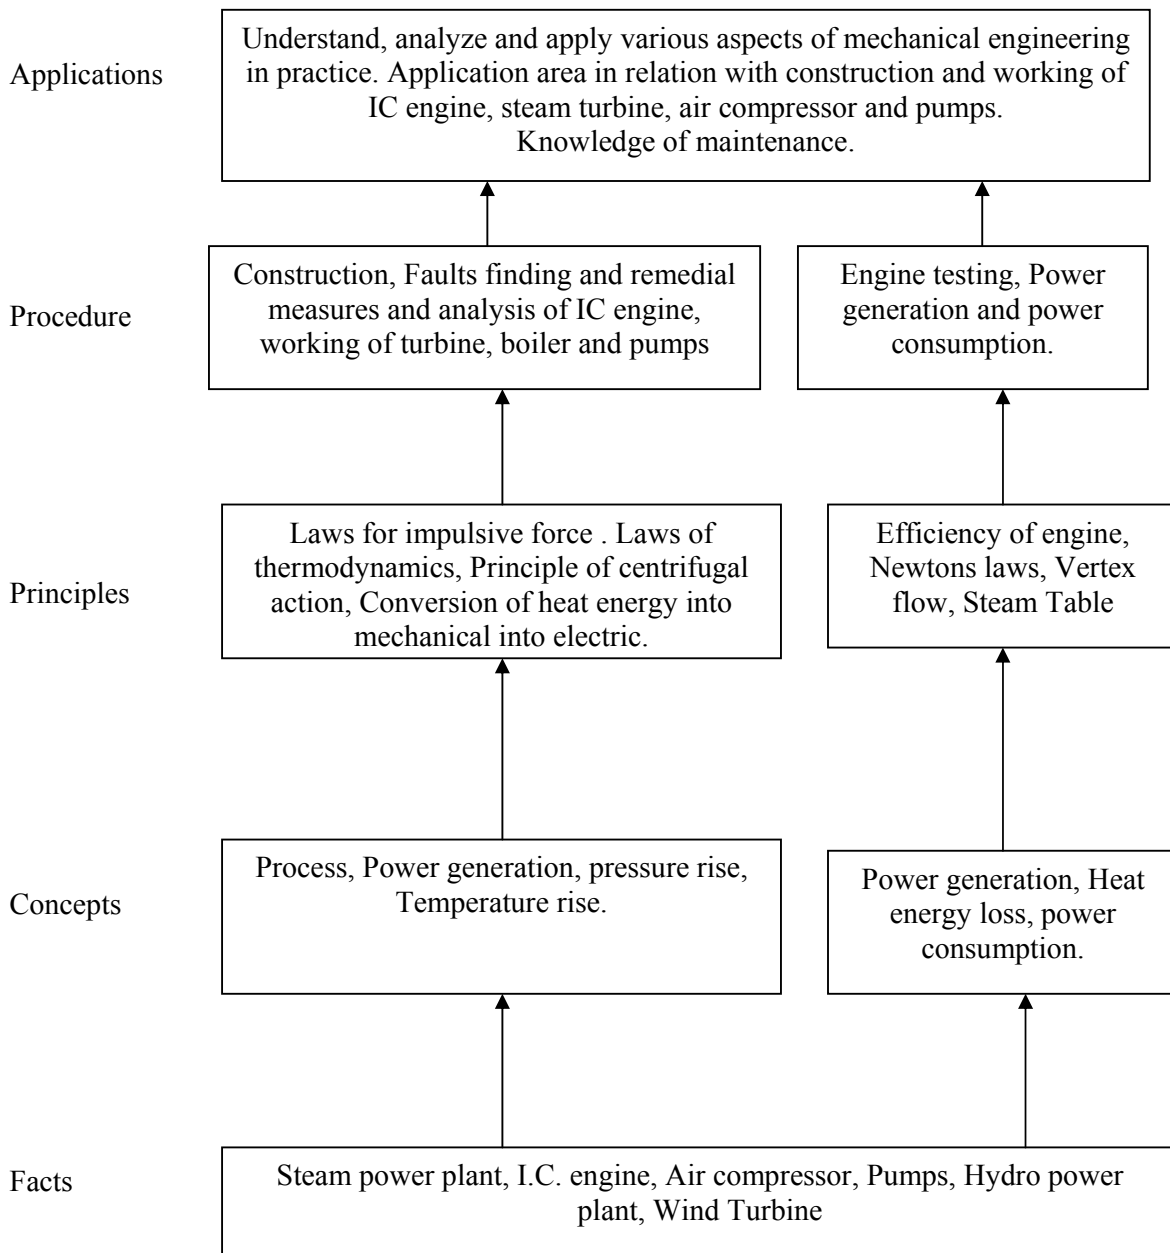 Applications
Understand, analyze and apply various aspects of mechanical engineering
in practice. Application area in relation with construction and working of
IC engine, steam turbine, air compressor and pumps.
Knowledge of maintenance.
Procedure
Construction, Faults finding and remedial
measures and analysis of IC engine,
working of turbine, boiler and pumps
Engine testing, Power
generation and power
consumption.
Principles
Laws for impulsive force . Laws of
thermodynamics, Principle of centrifugal
action, Conversion of heat energy into
mechanical into electric.
Efficiency of engine,
Newtons laws, Vertex
flow, Steam Table
Concepts
Process, Power generation, pressure rise,
Temperature rise.
Power generation, Heat
energy loss, power
consumption.
Facts
Steam power plant, I.C. engine, Air compressor, Pumps, Hydro power
plant, Wind Turbine